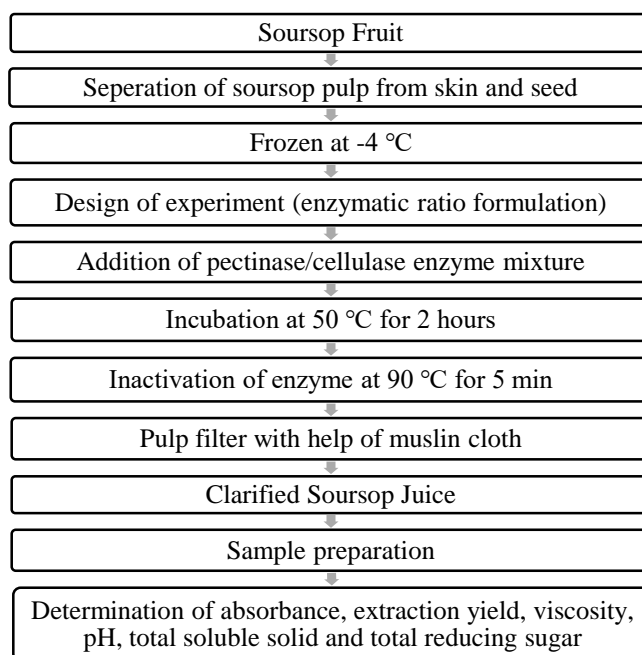 Soursop Fruit
Seperation of soursop pulp from skin and seed
Frozen at -4 °C
Design of experiment (enzymatic ratio formulation)
Addition of pectinase/cellulase enzyme mixture
Incubation at 50 °C for 2 hours
Inactivation of enzyme at 90 °C for 5 min
Pulp filter with help of muslin cloth
Clarified Soursop Juice
Sample preparation
Determination of absorbance, extraction yield, viscosity,
pH, total soluble solid and total reducing sugar